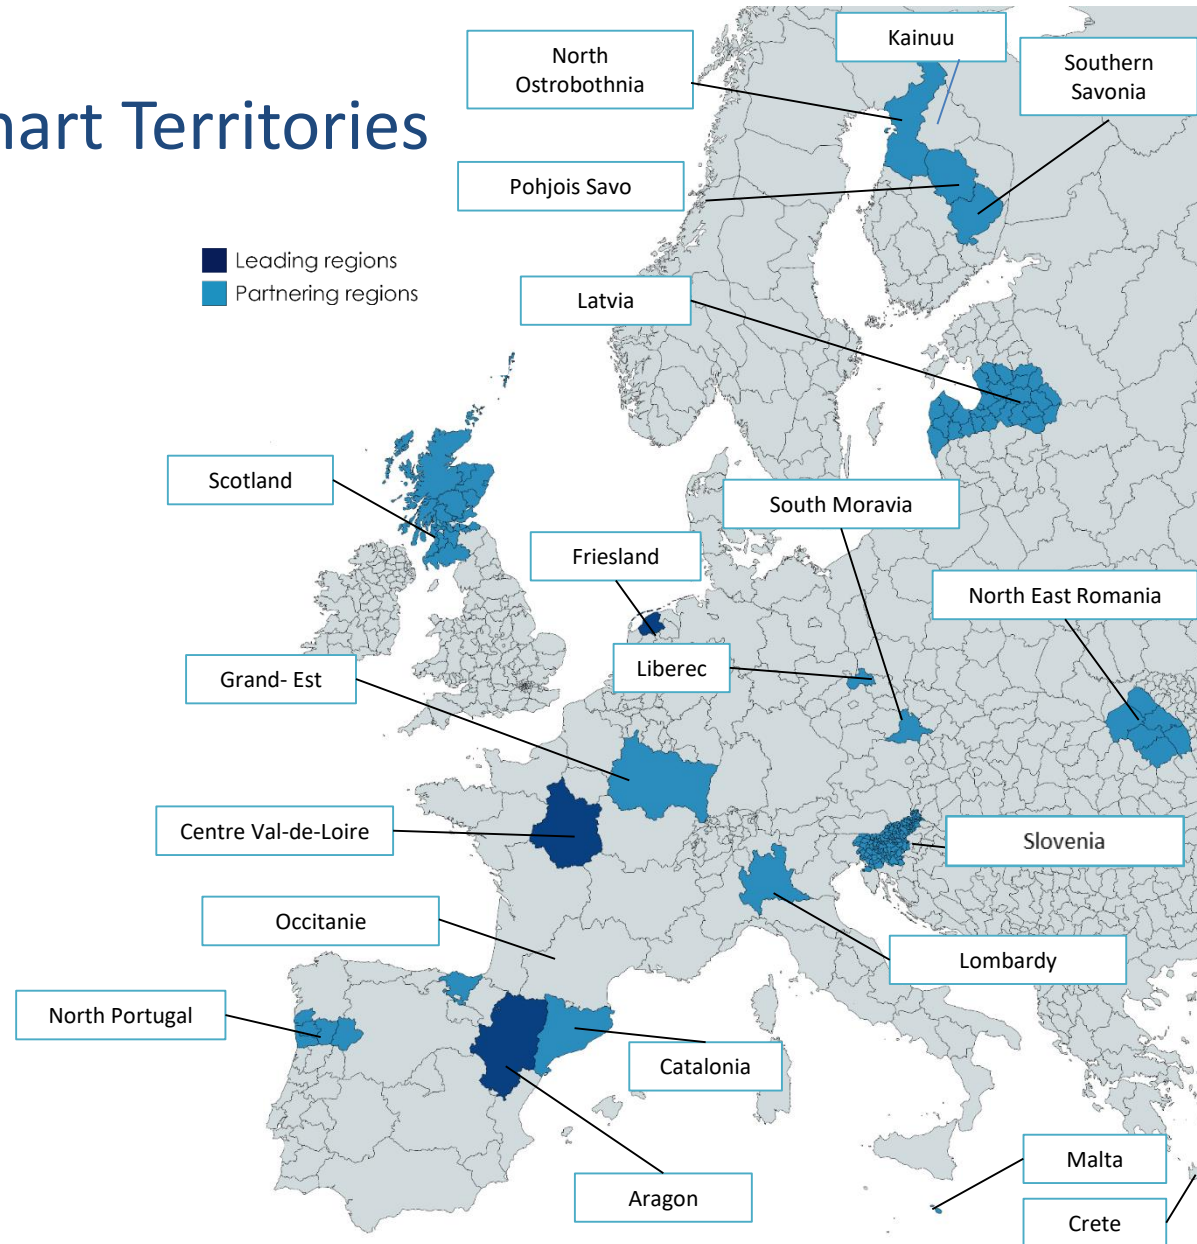 Kainuu
North
Ostrobothnia
Southern
Savonia
mart Territories
Pohjois Savo
Leading regions
Partnering regions
Latvia
Scotland
South Moravia
Friesland
North East Romania
Grand- Est
Liberec
Centre Val-de-Loire
Slovenia
Occitanie
Lombardy
North Portugal
Catalonia
Malta
Aragon
Crete